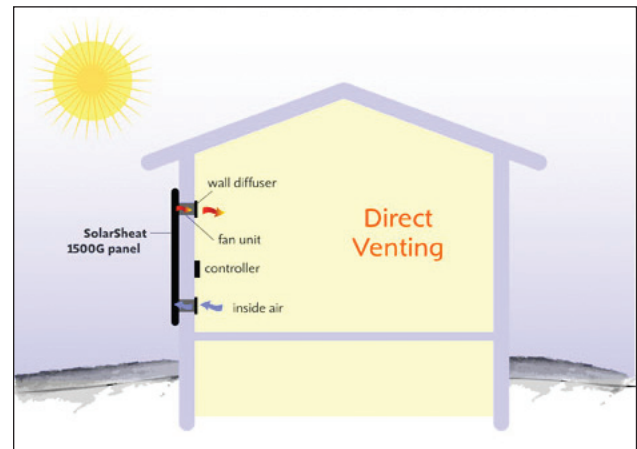 wall diffuser
Direct
Venting
SolarSheat
1500G panel
fan unit
controller
inside air